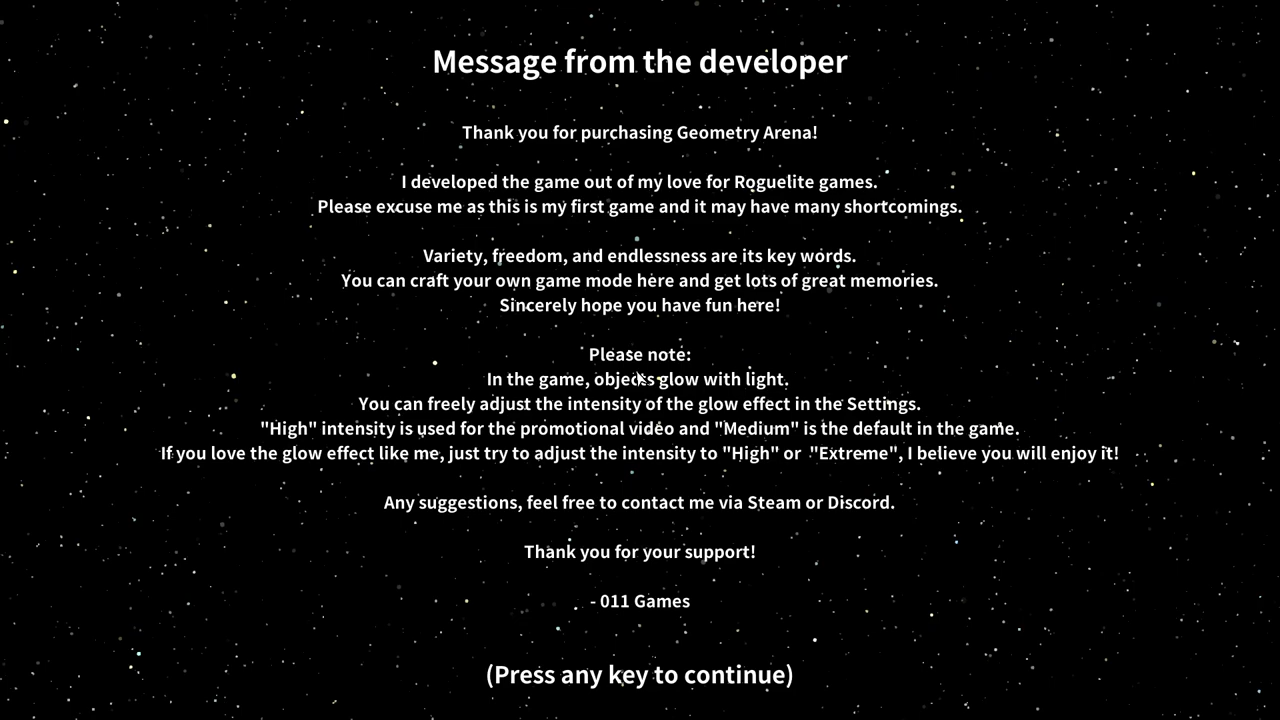 Message from the developer
Thank you for purchasing Geometry Arena!
I developed the game out of my love for Roguelite games.
Please excuse me as this is my first game and it may have many shortcomings.
Variety, freedom, and endlessness are its key words.
You can craft your own game mode here and get lots of great memories.
Sincerely hope you have fun here!
Please note:
In the game, objects glow with light.
You can freely adjust the intensity of the glow effect in the Settings.
"High" intensity is used for the promotional video and "Medium" is the default in the game.
If you love the glow effect like me, just try to adjust the intensity to "High" or  "Extreme", I believe you will enjoy it!
Any suggestions, feel free to contact me via Steam or Discord.
Thank you for your support!
- 011 Games
(Press any key to continue)